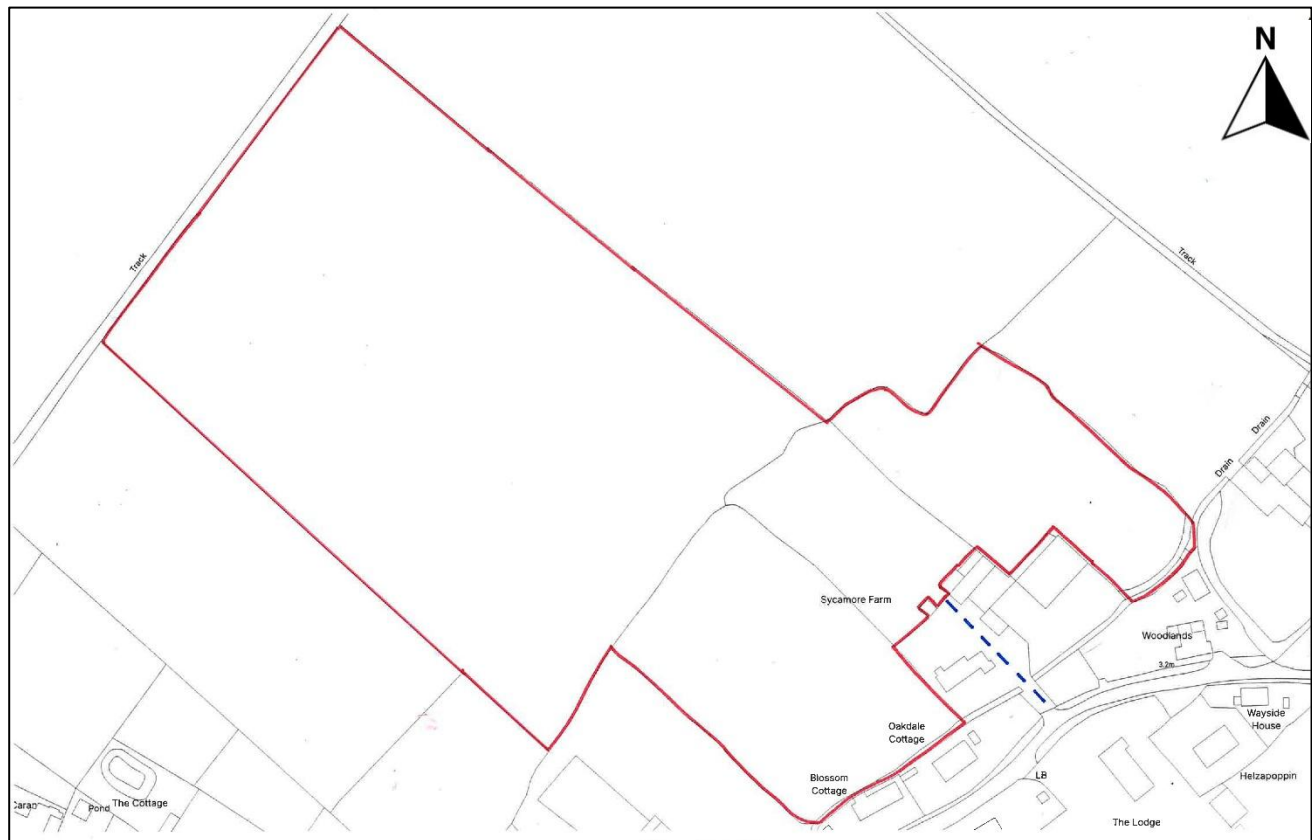 N
Track
Track
Drain
Drain
Sycamore Farm
Woodlands
3.2m
Oakdale
Cottage
Wayside
House
Blossom
Cottage
LB
Helzapoppin
Pond
The Cottage
The Lodge